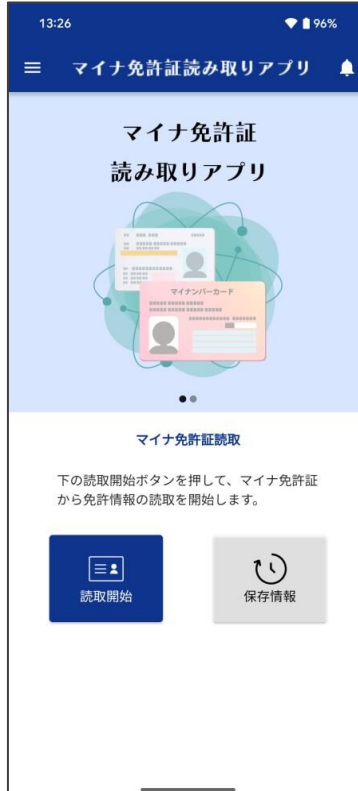 13:26
96%
マイナ免許証読み取りアプリ
マイナ免許証
読み取りアプリ
マイナンバーカード
マイナ免許証読取
下の読取開始ボタンを押して、マイナ免許証
から免許情報の読取を開始します。
読取開始
保存情報